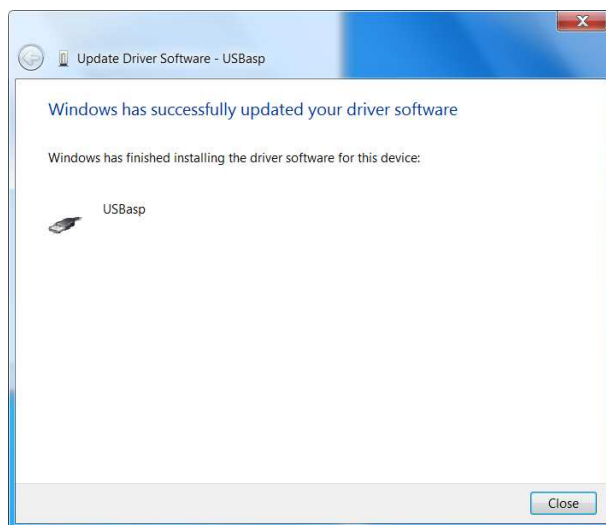 Update Driver Software - USBasp
Windows has successfully updated your driver software
Windows has finished installing the driver software for this device:
USBasp
Close